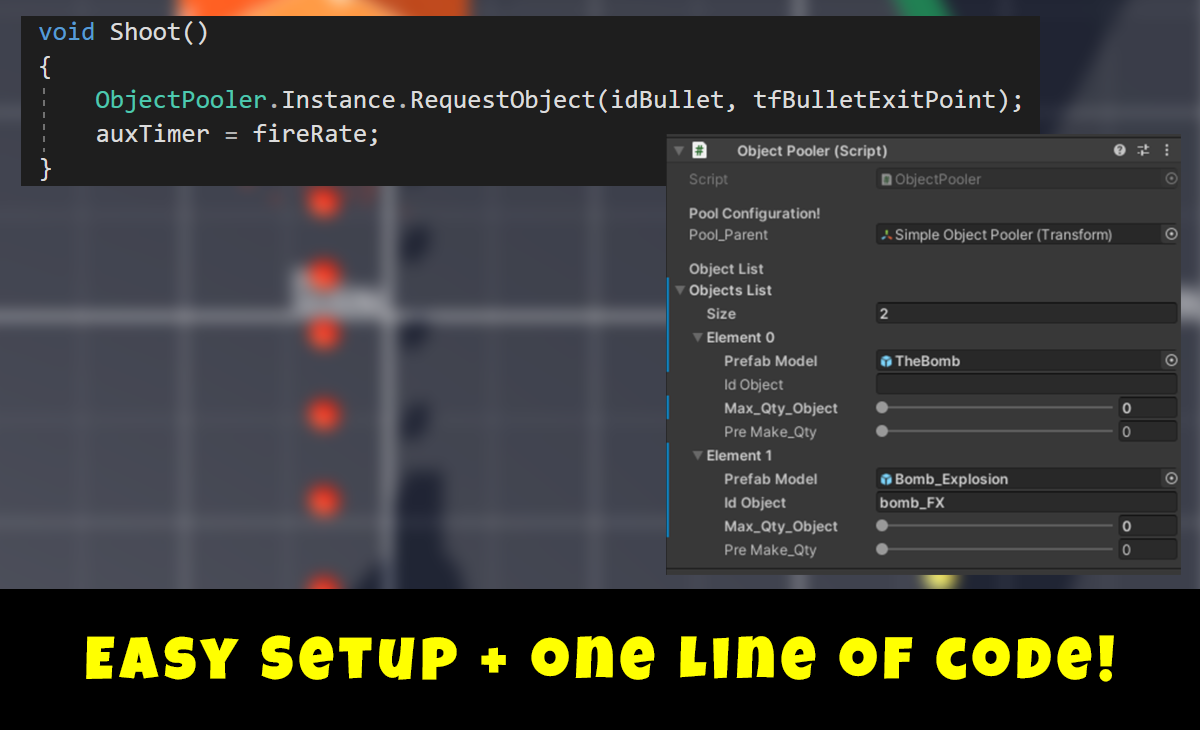 void Shoot()
{
ObjectPooler.Instance.RequestObject(idBullet, tfBulletExitPoint);
auxTimer = fireRate;
}
# Object Pooler (Script)
Script ObjectPooler
Pool Configuration!
Pool_Parent Simple Object Pooler (Transform)
Object List
Objects List
Size 2
Element 0
Prefab Model TheBomb
Id Object
Max_Qty_Object 0
Pre Make_Qty 0
Element 1
Prefab Model Bomb_Explosion
Id Object bomb_FX
Max_Qty_Object 0
Pre Make_Qty 0
EASY SETUP + ONE LINE OF CODE!